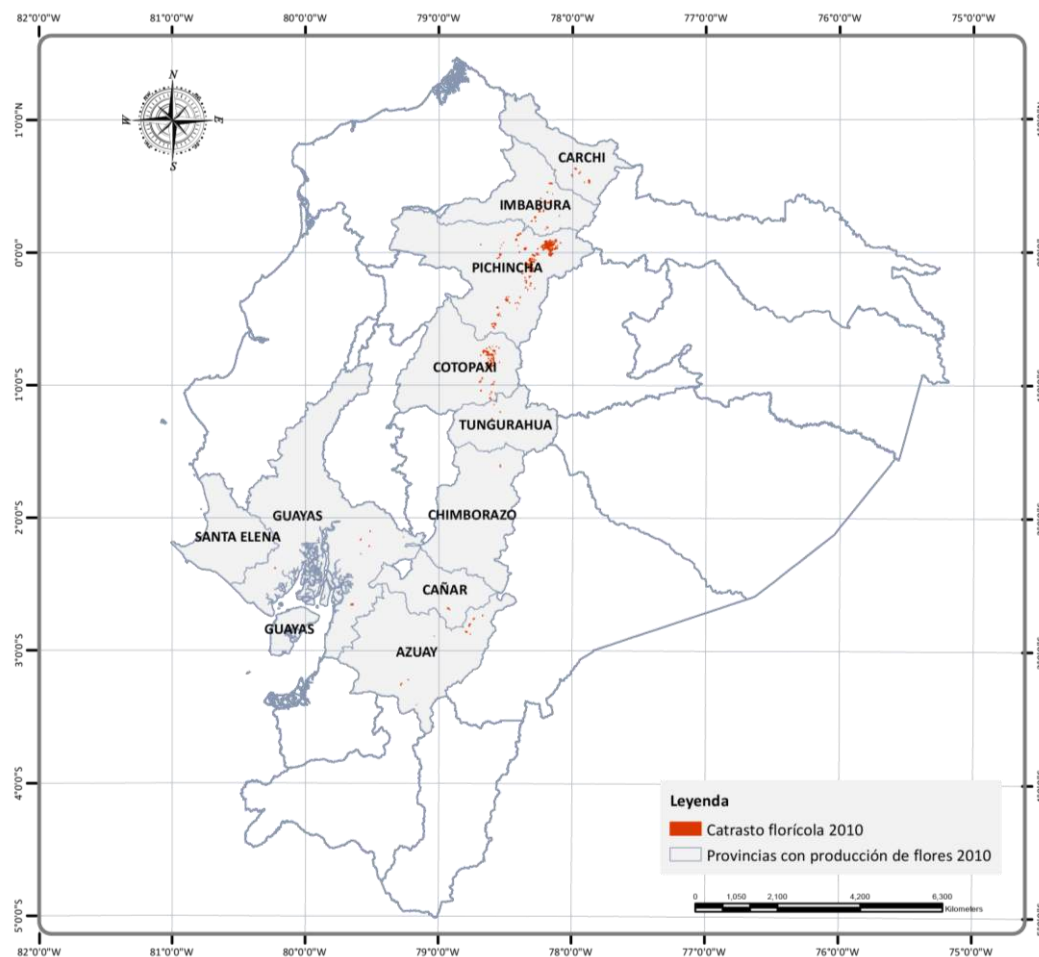 82°0'0"W 81°0'0"W 80°0'0"W 79°0'0"W 78°0'0"W 77°0'0"W 76°0'0"W 75°0'0"W
N
W E
S
1°0'0"N
0°0'0"
1°0'0"S
2°0'0"S
3°0'0"S
4°0'0"S
5°0'0"S
CARCHI
IMBABURA
PICHINCHA
COTOPAXI
TUNGURAHUA
CHIMBORAZO
GUAYAS
SANTA ELENA
CAÑAR
GUAYAS
AZUAY
Leyenda
Catrasto florícola 2010
Provincias con producción de flores 2010
0 1,050 2,100 4,200 6,300
Kilometers
82°0'0"W 81°0'0"W 80°0'0"W 79°0'0"W 78°0'0"W 77°0'0"W 76°0'0"W 75°0'0"W